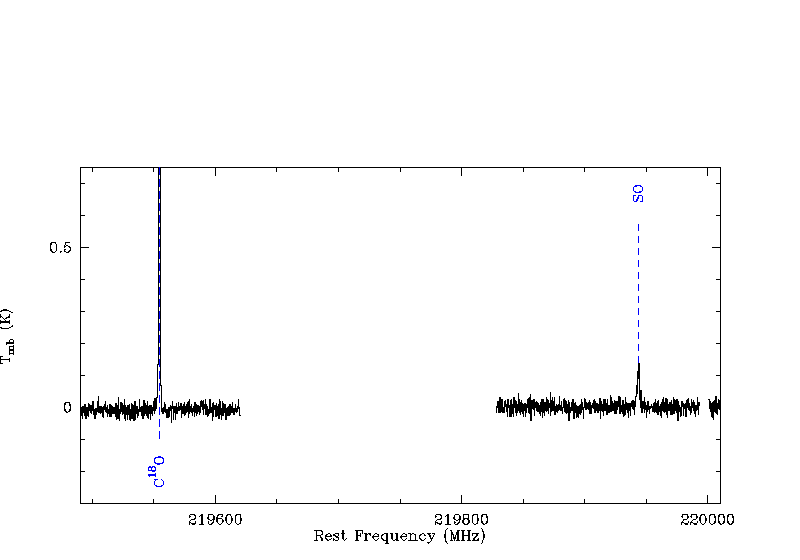 SO
0.5
T_mb (K)
0
C^18O
219600 219800 220000
Rest Frequency (MHz)